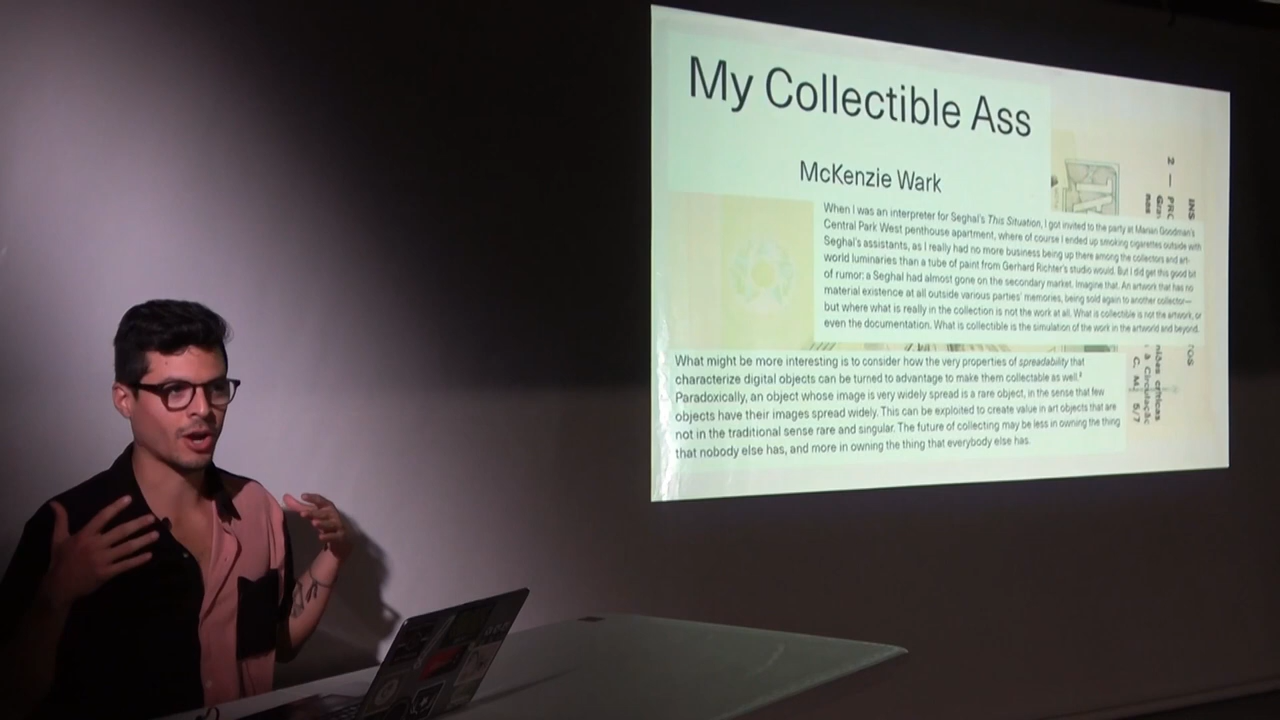 My Collectible Ass
McKenzie Wark
When I was an interpreter for Seghal's This Situation, I got invited to the party at Marian Goodman's
Central Park West penthouse apartment, where of course I ended up smoking cigarettes outside with
Seghal's assistants, as I really had no more business being up there among the collectors and art-
world luminaries than a tube of paint from Gerhard Richter's studio would. But I did get this good bit
of rumor: a Seghal had almost gone on the secondary market. Imagine that. An artwork that has no
material existence at all outside various parties' memories, being sold again to another collector—
but where what is really in the collection is not the work at all. What is collectible is not the artwork, or
even the documentation. What is collectible is the simulation of the work in the artworld and beyond.
What might be more interesting is to consider how the very properties of spreadability that
characterize digital objects can be turned to advantage to make them collectable as well.²
Paradoxically, an object whose image is very widely spread is a rare object, in the sense that few
objects have their images spread widely. This can be exploited to create value in art objects that are
not in the traditional sense rare and singular. The future of collecting may be less in owning the thing
that nobody else has, and more in owning the thing that everybody else has.
INS
2 — PRO
Gra
nas
TOS
niões críticas
à Circulação
C. M. 5/7